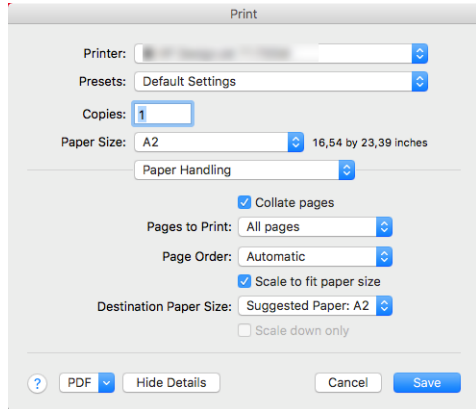 Print
Printer:
Presets: Default Settings
Copies: 1
Paper Size: A2 16,54 by 23,39 inches
Paper Handling
Collate pages
Pages to Print: All pages
Page Order: Automatic
Scale to fit paper size
Destination Paper Size: Suggested Paper: A2
Scale down only
? PDF Hide Details Cancel Save